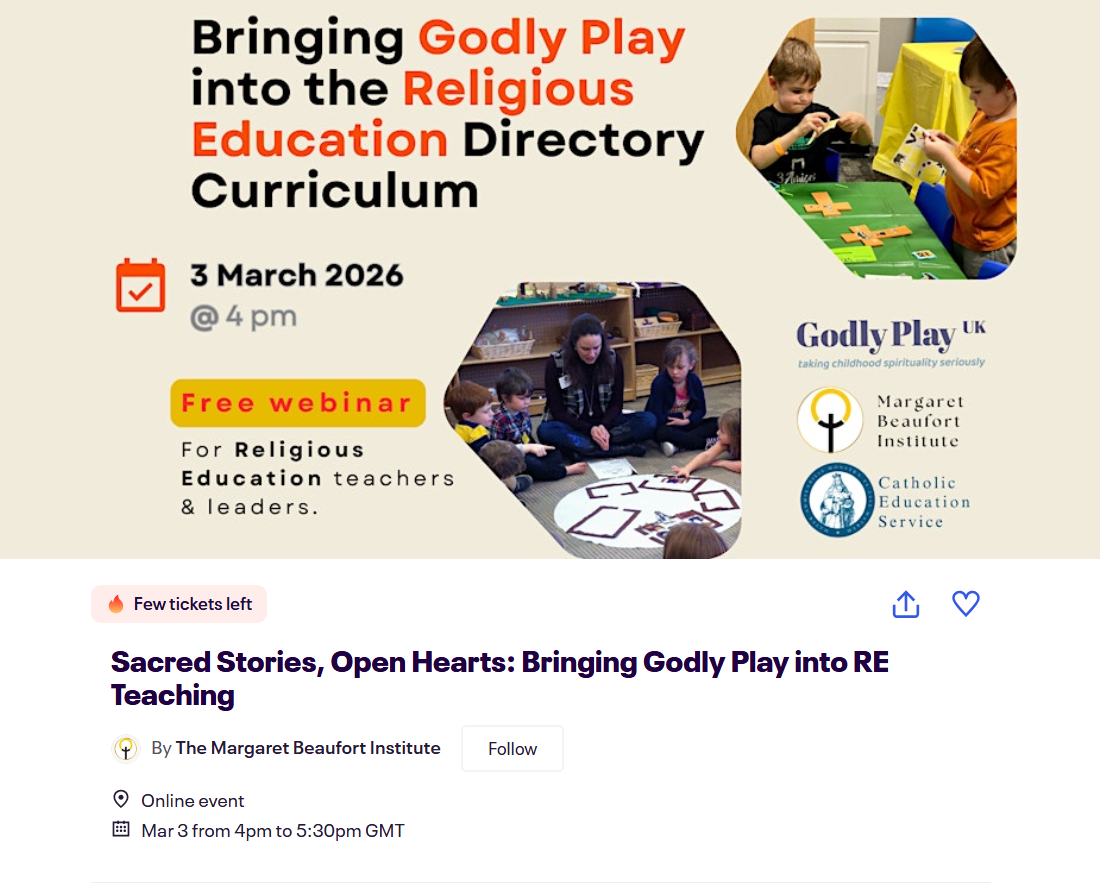 Bringing Godly Play
into the Religious
Education Directory
Curriculum
3 March 2026
@ 4 pm
Free webinar
For Religious
Education teachers
& leaders.
Godly Play UK
taking childhood spirituality seriously
Margaret
Beaufort
Institute
Catholic
Education
Service
Few tickets left
Sacred Stories, Open Hearts: Bringing Godly Play into RE
Teaching
By The Margaret Beaufort Institute
Follow
Online event
Mar 3 from 4pm to 5:30pm GMT